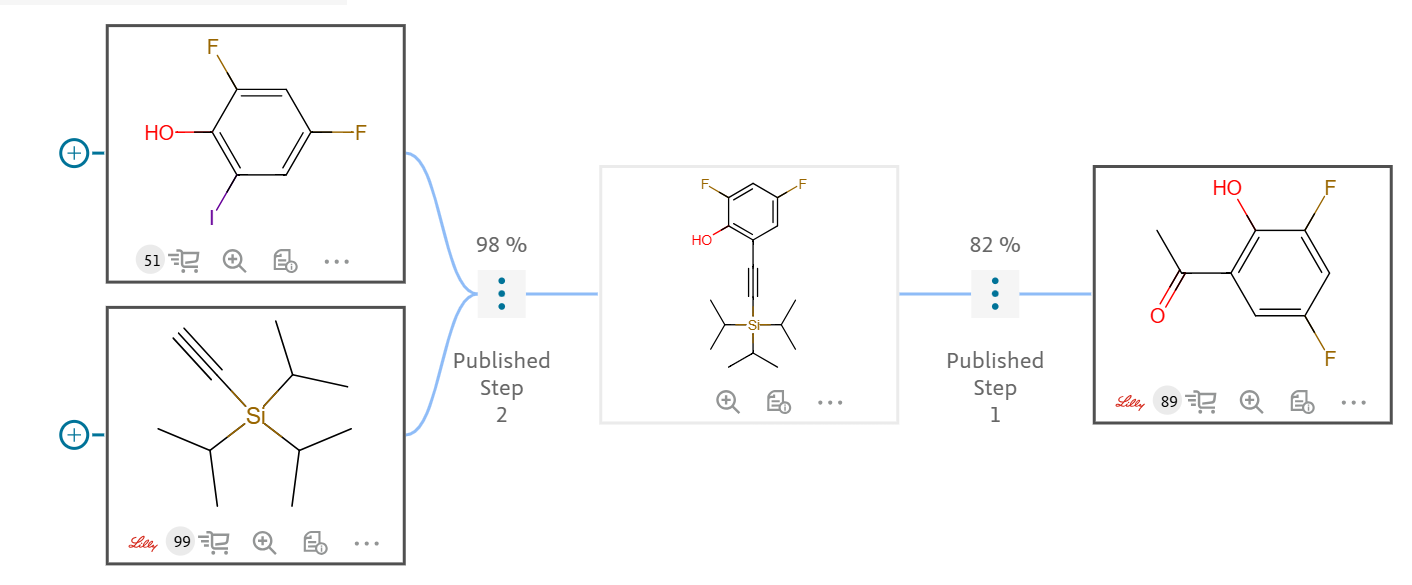 F
HO
F
I
51
Si
Lilly
99
98 %
Published
Step
2
F
F
HO
Si
82 %
Published
Step
1
HO
F
O
F
Lilly
89